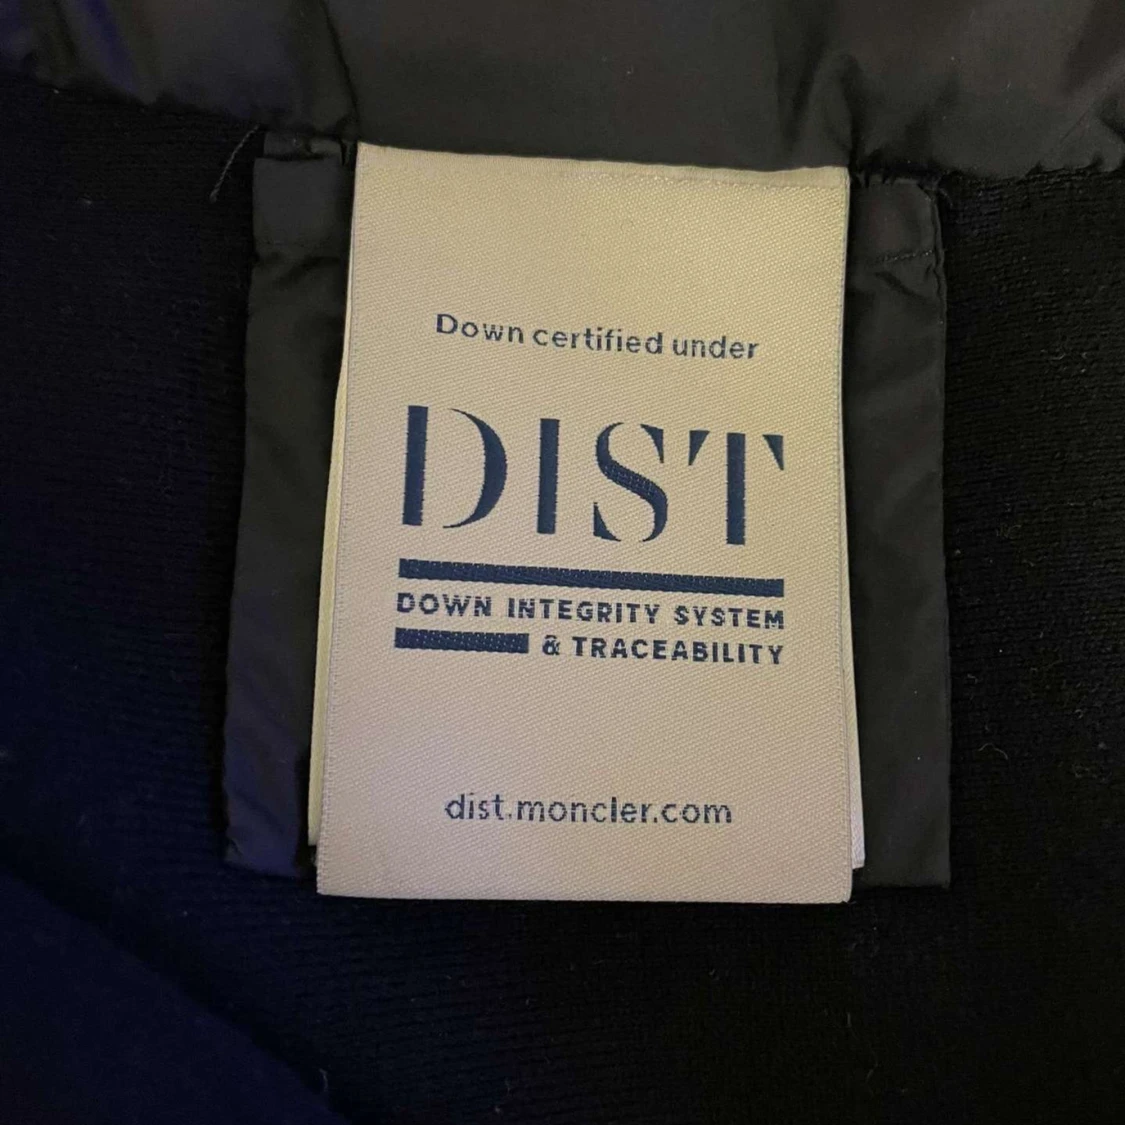 Down certified under
DIST
DOWN INTEGRITY SYSTEM
& TRACEABILITY
dist.moncler.com